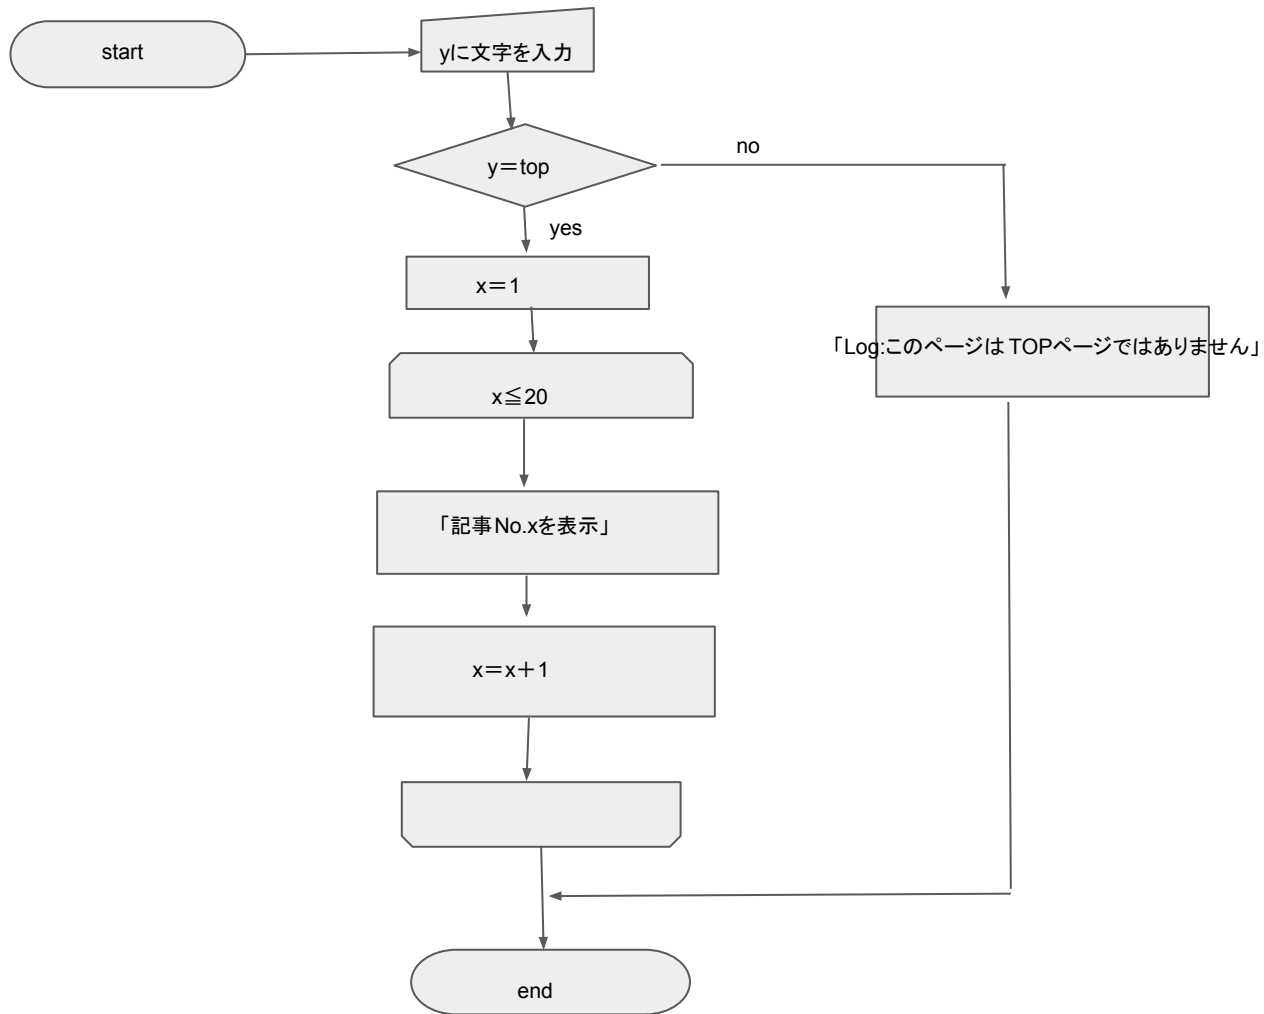 start
yに文字を入力
y＝top
no
yes
x＝1
「Log:このページは TOPページではありません」
x≦20
「記事No.xを表示」
x＝x＋1
end